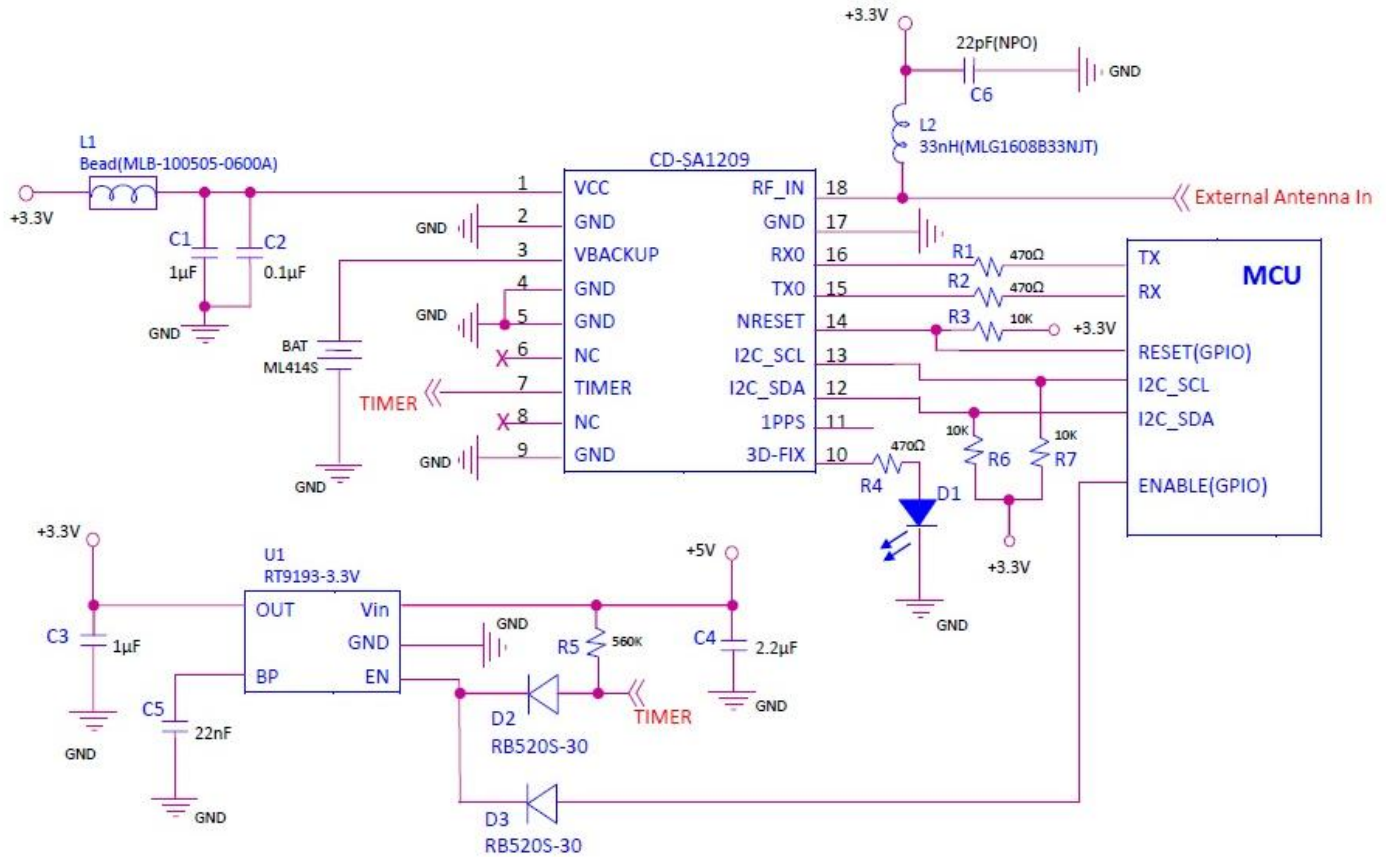 +3.3V
22pF(NPO)
GND
C6
L2
33nH(MLG1608B33NJT)
L1
Bead(MLB-100505-0600A)
+3.3V
C1
1µF
C2
0.1µF
GND
CD-SA1209
1 VCC
GND 2 GND
3 VBACKUP
4 GND
GND 5 GND
6 NC
7 TIMER
TIMER
8 NC
GND 9 GND
RF_IN 18
GND 17
RX0 16
TX0 15
NRESET 14
I2C_SCL 13
I2C_SDA 12
1PPS 11
3D-FIX 10
BAT
ML414S
GND
External Antenna In
GND
R1 470Ω
R2 470Ω
R3 10K
+3.3V
MCU
TX
RX
RESET(GPIO)
I2C_SCL
I2C_SDA
ENABLE(GPIO)
10K
R6
10K
R7
+3.3V
470Ω
R4
D1
GND
+3.3V
C3
1µF
GND
U1
RT9193-3.3V
OUT
Vin
GND
BP
EN
C5
22nF
GND
GND
+5V
R5 560K
C4
2.2µF
GND
D2
RB520S-30
TIMER
D3
RB520S-30